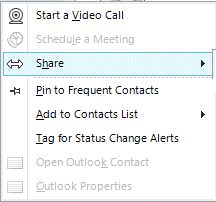 Start a Video Call
Schedule a Meeting
Share
Pin to Frequent Contacts
Add to Contacts List
Tag for Status Change Alerts
Open Outlook Contact
Outlook Properties